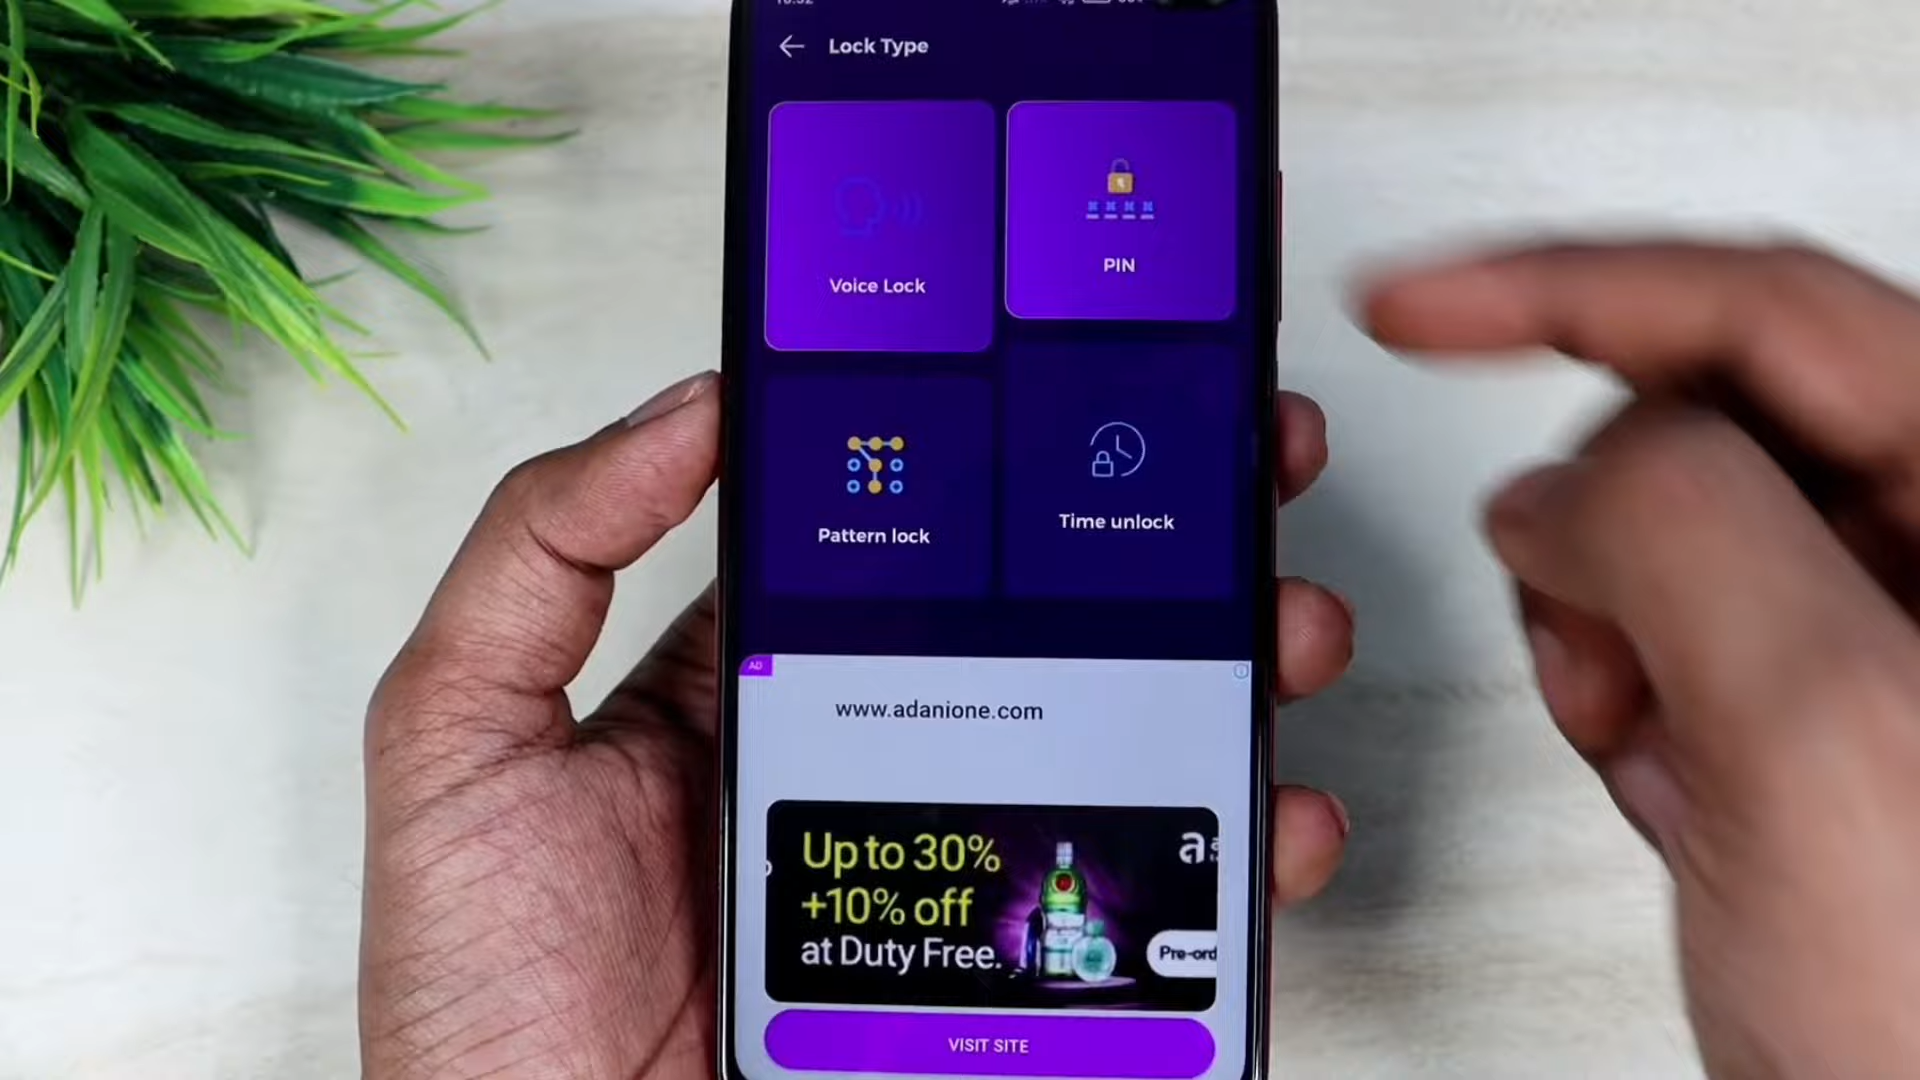 Lock Type
Voice Lock
PIN
Pattern lock
Time unlock
AD
www.adanione.com
Up to 30%
+10% off
at Duty Free.
Pre-ord
VISIT SITE